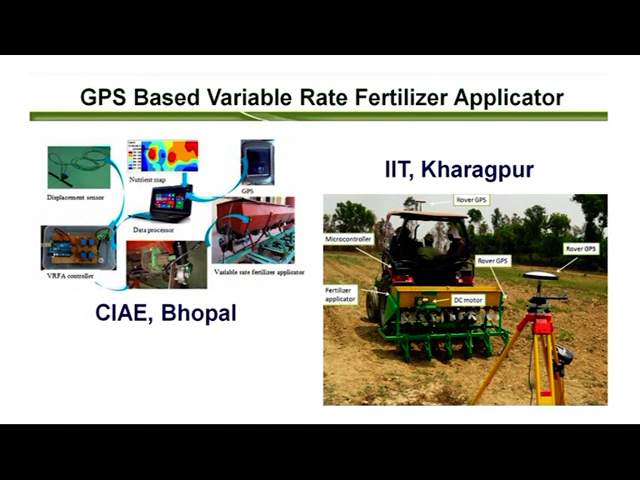 GPS Based Variable Rate Fertilizer Applicator
Nutrient map
GPS
Displacement sensor
Data processor
VRFA controller
Variable rate fertilizer applicator
CIAE, Bhopal
IIT, Kharagpur
Rover GPS
Microcontroller
Rover GPS
Rover GPS
Fertilizer
applicator
DC motor